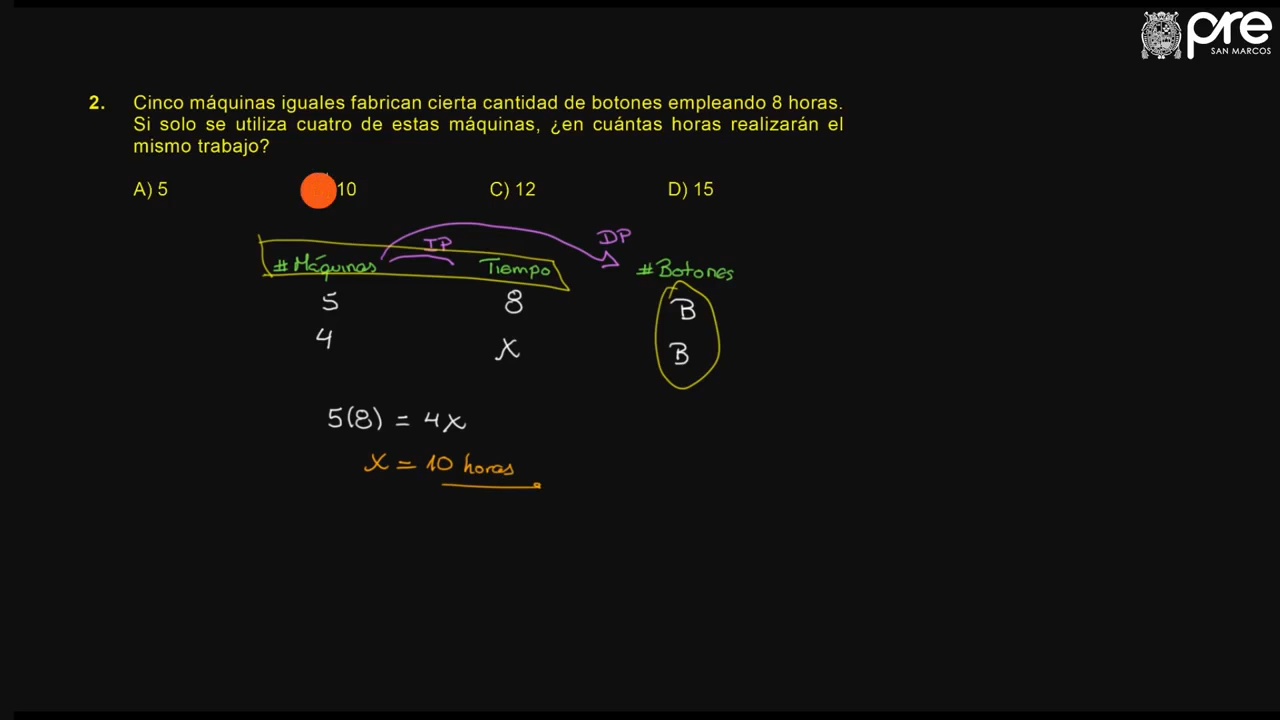 pre
SAN MARCOS
2. Cinco máquinas iguales fabrican cierta cantidad de botones empleando 8 horas.
Si solo se utiliza cuatro de estas máquinas, ¿en cuántas horas realizarán el
mismo trabajo?
A) 5 10 C) 12 D) 15
IP DP
#Máquinas Tiempo #Botones
5 8 B
4 x B
5(8) = 4x
x = 10 horas